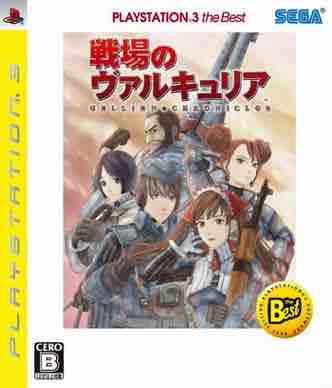 PLAYSTATION 3 the Best
SEGA
戦場の
ヴァルキュリア
VALKYRIA CHRONICLES
PLAYSTATION 3
The Best
CERO
B